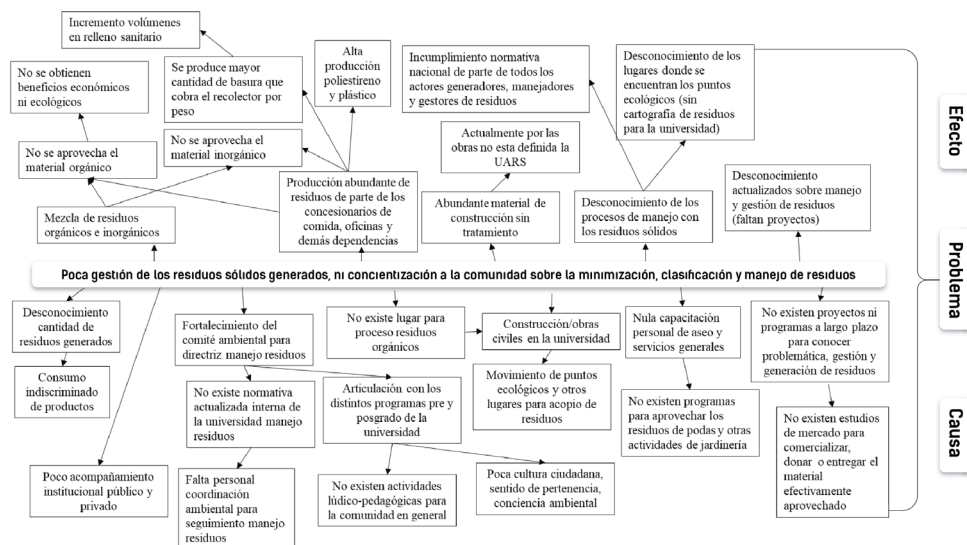 Incremento volúmenes
en relleno sanitario
No se obtienen
beneficios económicos
ni ecológicos
Se produce mayor
cantidad de basura que
cobra el recolector por
peso
Alta
producción
poliestireno
y plástico
Incumplimiento normativa
nacional de parte de todos los
actores generadores, manejadores
y gestores de residuos
Desconocimiento de los
lugares donde se
encuentran los puntos
ecológicos (sin
cartografía de residuos
para la universidad)
Efecto
No se aprovecha el
material orgánico
No se aprovecha el
material inorgánico
Actualmente por las
obras no esta definida la
UARS
Mezcla de residuos
orgánicos e inorgánicos
Producción abundante de
residuos de parte de los
concesionarios de
comida, oficinas y
demás dependencias
Abundante material de
construcción sin
tratamiento
Desconocimiento de los
procesos de manejo con
los residuos sólidos
Desconocimiento
actualizados sobre manejo
y gestión de residuos
(faltan proyectos)
Poca gestión de los residuos sólidos generados, ni concientización a la comunidad sobre la minimización, clasificación y manejo de residuos
Problema
Desconocimiento
cantidad de
residuos generados
Fortalecimiento del
comité ambiental para
directriz manejo residuos
No existe lugar para
proceso residuos
orgánicos
Construcción/obras
civiles en la universidad
Nula capacitación
personal de aseo y
servicios generales
No existen proyectos ni
programas a largo plazo
para conocer
problemática, gestión y
generación de residuos
Consumo
indiscriminado
de productos
No existe normativa
actualizada interna de
la universidad manejo
residuos
Articulación con los
distintos programas pre y
posgrado de la
universidad
Movimiento de puntos
ecológicos y otros
lugares para acopio de
residuos
No existen programas
para aprovechar los
residuos de podas y otras
actividades de jardinería
No existen estudios
de mercado para
comercializar,
donar o entregar el
material
efectivamente
aprovechado
Causa
Poco acompañamiento
institucional público y
privado
Falta personal
coordinación
ambiental para
seguimiento manejo
residuos
No existen actividades
lúdico-pedagógicas para
la comunidad en general
Poca cultura ciudadana,
sentido de pertenencia,
conciencia ambiental